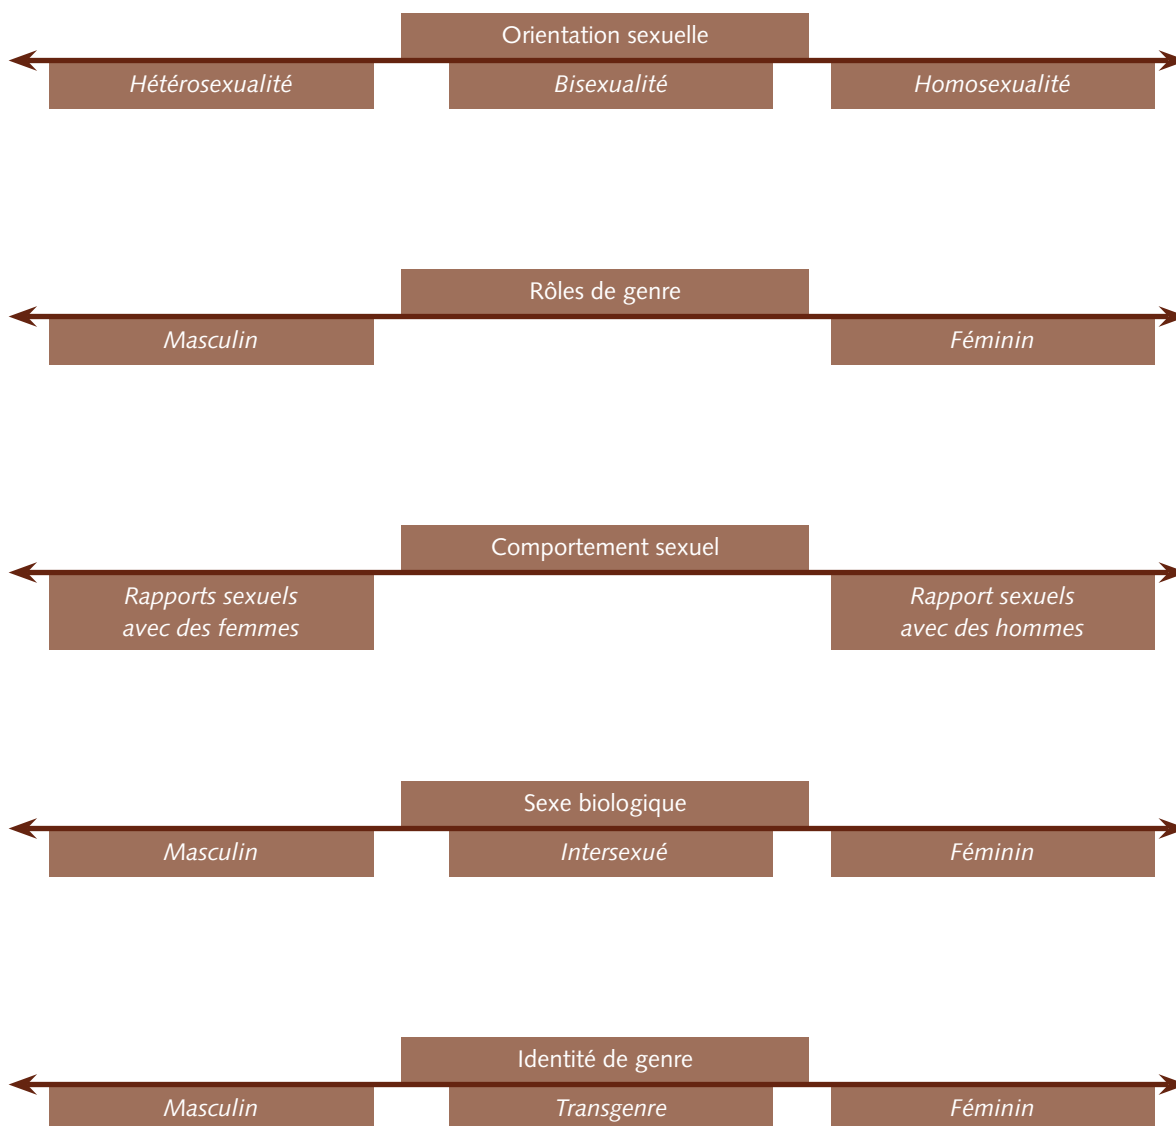 Orientation sexuelle
Hétérosexualité Bisexualité Homosexualité
Rôles de genre
Masculin Féminin
Comportement sexuel
Rapports sexuels Rapport sexuels
avec des femmes avec des hommes
Sexe biologique
Masculin Intersexué Féminin
Identité de genre
Masculin Transgenre Féminin